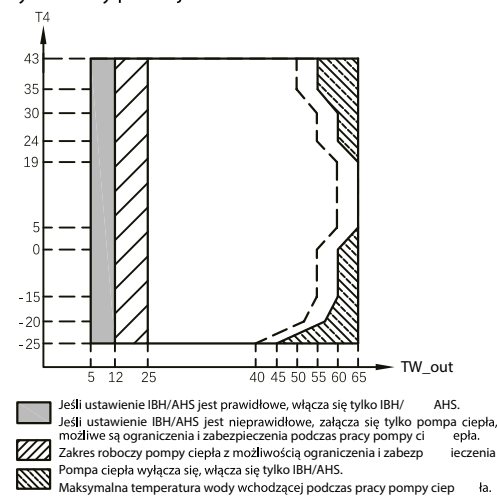 T4
43
35
30
24
19
5
0
-15
-20
-25
5 12 25 40 45 50 55 60 65
TW_out
Jeśli ustawienie IBH/AHS jest prawidłowe, włącza się tylko IBH/ AHS.
Jeśli ustawienie IBH/AHS jest nieprawidłowe, załącza się tylko pompa ciepła,
możliwe są ograniczenia i zabezpieczenia podczas pracy pompy ci epła.
Zakres roboczy pompy ciepła z możliwością ograniczenia i zabezp ieczenia
Pompa ciepła wyłącza się, włącza się tylko IBH/AHS.
Maksymalna temperatura wody wchodzącej podczas pracy pompy ciep ła.